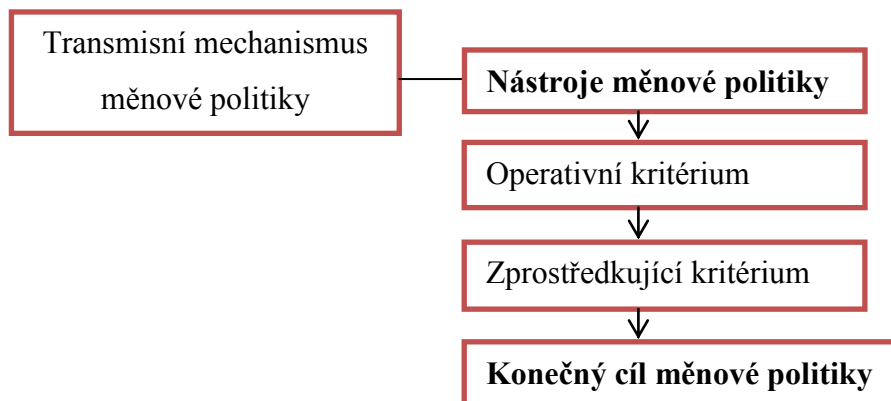 Transmisní mechanismus
měnové politiky
Nástroje měnové politiky
Operativní kritérium
Zprostředkující kritérium
Konečný cíl měnové politiky